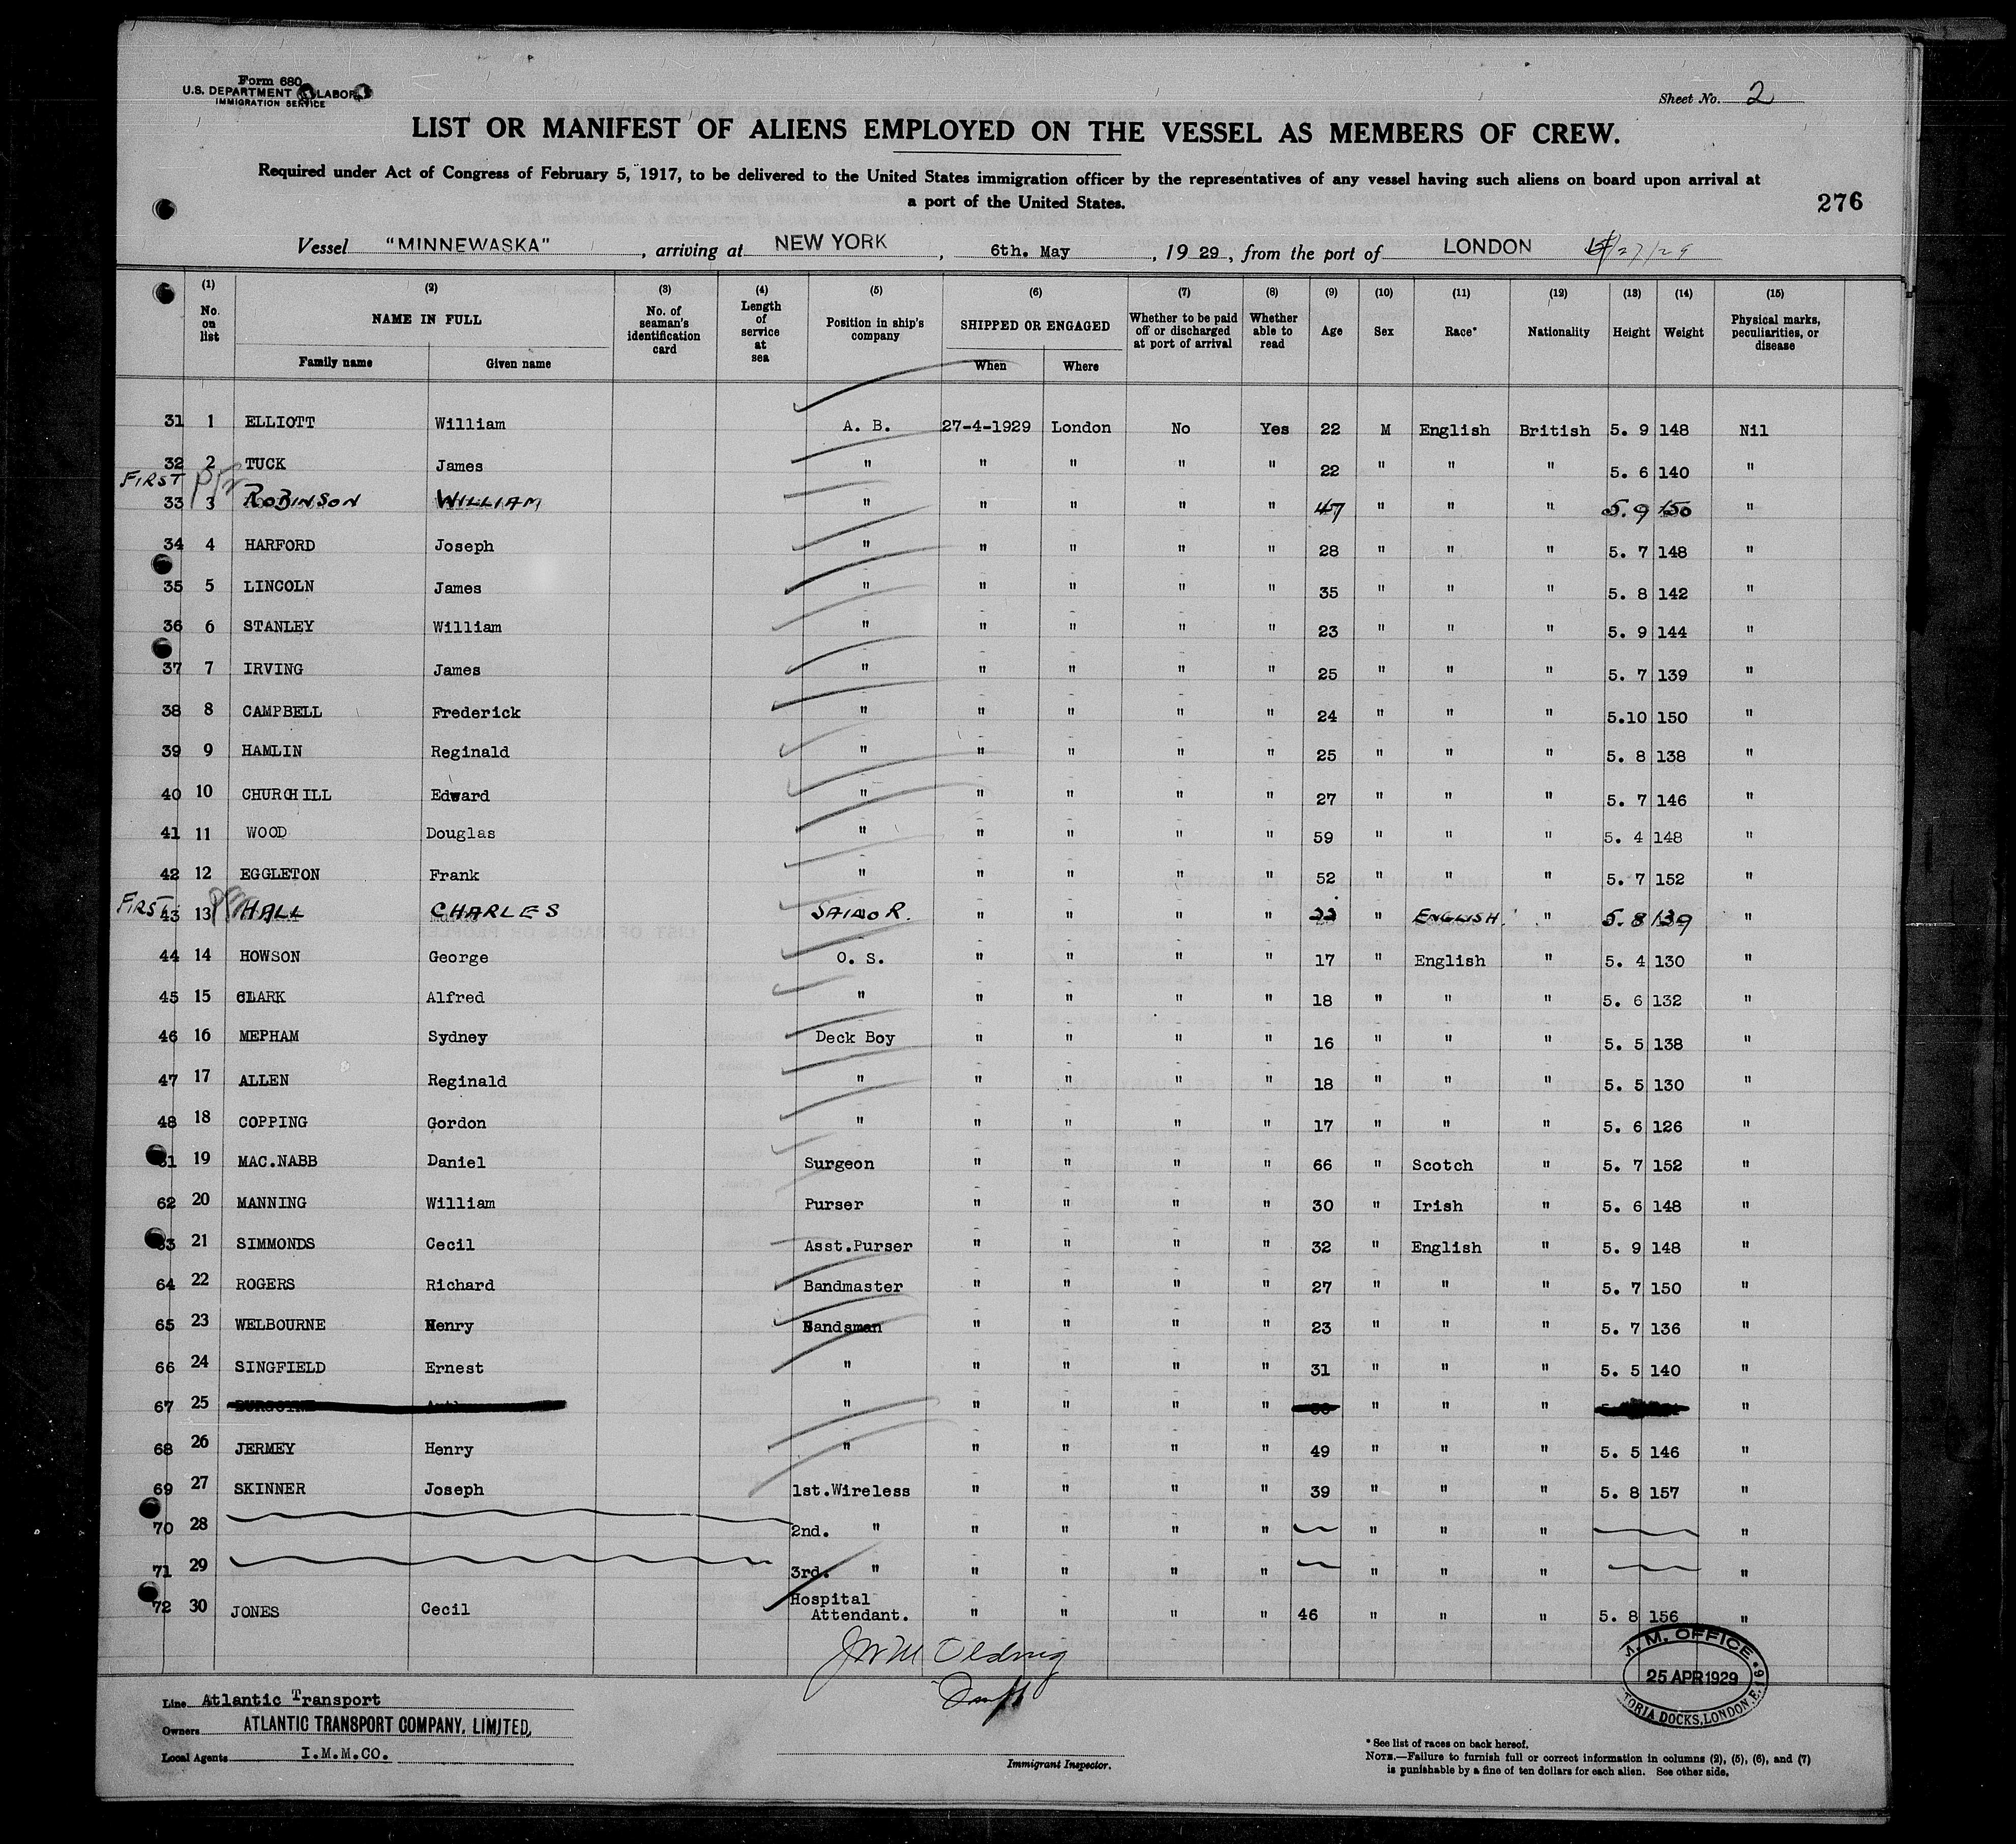 Form 680
U.S. DEPARTMENT LABOR
IMMIGRATION SERVICE
Sheet No. 2
LIST OR MANIFEST OF ALIENS EMPLOYED ON THE VESSEL AS MEMBERS OF CREW.
Required under Act of Congress of February 5, 1917, to be delivered to the United States immigration officer by the representatives of any vessel having such aliens on board upon arrival at
a port of the United States.
276
Vessel "MINNEWASKA", arriving at NEW YORK, 6th. May, 19 29, from the port of LONDON 4/27/29
(1) No. on list (2) NAME IN FULL Family name Given name (3) No. of seaman's identification card (4) Length of service at sea (5) Position in ship's company (6) SHIPPED OR ENGAGED When Where (7) Whether to be paid off or discharged at port of arrival (8) Whether able to read (9) Age (10) Sex (11) Race* (12) Nationality (13) Height (14) Weight (15) Physical marks, peculiarities, or disease
31 1 ELLIOTT William A. B. 27-4-1929 London No Yes 22 M English British 5. 9 148 Nil
32 2 TUCK James " " " " " 22 " " " 5. 6 140 "
FIRST
33 3 ROBINSON WILLIAM " " " " " 47 " " " 5. 9 150 "
34 4 HARFORD Joseph " " " " " 28 " " " 5. 7 148 "
35 5 LINCOLN James " " " " " 35 " " " 5. 8 142 "
36 6 STANLEY William " " " " " 23 " " " 5. 9 144 "
37 7 IRVING James " " " " " 25 " " " 5. 7 139 "
38 8 CAMPBELL Frederick " " " " " 24 " " " 5.10 150 "
39 9 HAMLIN Reginald " " " " " 25 " " " 5. 8 138 "
40 10 CHURCHILL Edward " " " " " 27 " " " 5. 7 146 "
41 11 WOOD Douglas " " " " " 59 " " " 5. 4 148 "
42 12 EGGLETON Frank " " " " " 52 " " " 5. 7 152 "
FIRST
43 13 HALL CHARLES SAILOR. " " " " " ENGLISH. " 5. 8 139 "
44 14 HOWSON George O. S. " " " " 17 " English " 5. 4 130 "
45 15 CLARK Alfred " " " " " 18 " " " 5. 6 132 "
46 16 MEPHAM Sydney Deck Boy " " " " 16 " " " 5. 5 138 "
47 17 ALLEN Reginald " " " " " 18 " " " 5. 5 130 "
48 18 COPPING Gordon " " " " " 17 " " " 5. 6 126 "
61 19 MAC.NABB Daniel Surgeon " " " " 66 " Scotch " 5. 7 152 "
62 20 MANNING William Purser " " " " 30 " Irish " 5. 6 148 "
63 21 SIMMONDS Cecil Asst.Purser " " " " 32 " English " 5. 9 148 "
64 22 ROGERS Richard Bandmaster " " " " 27 " " " 5. 7 150 "
65 23 WELBOURNE Henry Bandsman " " " " 23 " " " 5. 7 136 "
66 24 SINGFIELD Ernest " " " " " 31 " " " 5. 5 140 "
67 25 " " " " " " " " "
68 26 JERMEY Henry " " " " " 49 " " " 5. 5 146 "
69 27 SKINNER Joseph 1st.Wireless " " " " 39 " " " 5. 8 157 "
70 28 2nd. " " " " " " " " "
71 29 3rd. " " " " " " " " "
72 30 JONES Cecil Hospital Attendant. " " " " 46 " " " 5. 8 156 "
Line Atlantic Transport
Owners ATLANTIC TRANSPORT COMPANY, LIMITED,
Local Agents I.M.M.CO.
Immigrant Inspector.
M. OFFICE
25 APR 1929
TORIA DOCKS, LONDON. E. 16
* See list of races on back hereof.
NOTE.—Failure to furnish full or correct information in columns (2), (5), (6), and (7)
is punishable by a fine of ten dollars for each alien. See other side.